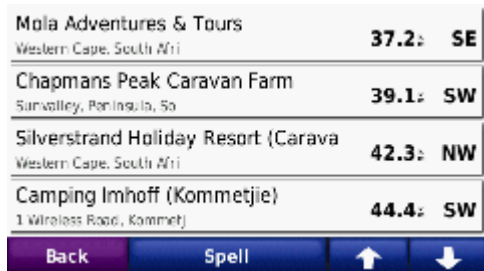 Mola Adventures & Tours
Western Cape, South Afri
37.2 SE
Chapmans Peak Caravan Farm
Sunvalley, Peninsula, So
39.1 SW
Silverstrand Holiday Resort (Carava
Western Cape, South Afri
42.3 NW
Camping Imhoff (Kommetjie)
1 Wireless Road, Kommetj
44.4 SW
Back Spell